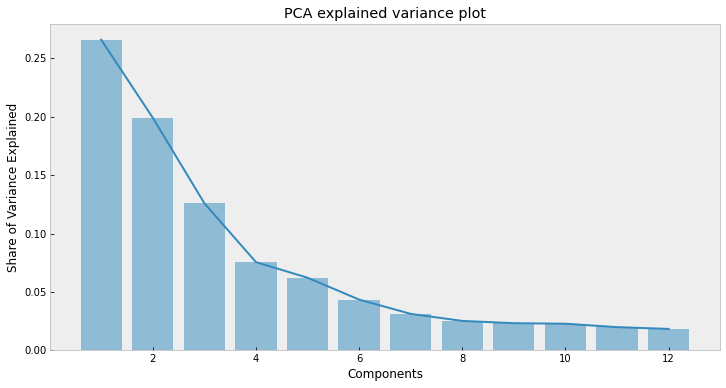 PCA explained variance plot
Share of Variance Explained
0.25
0.20
0.15
0.10
0.05
0.00
2 4 6 8 10 12
Components